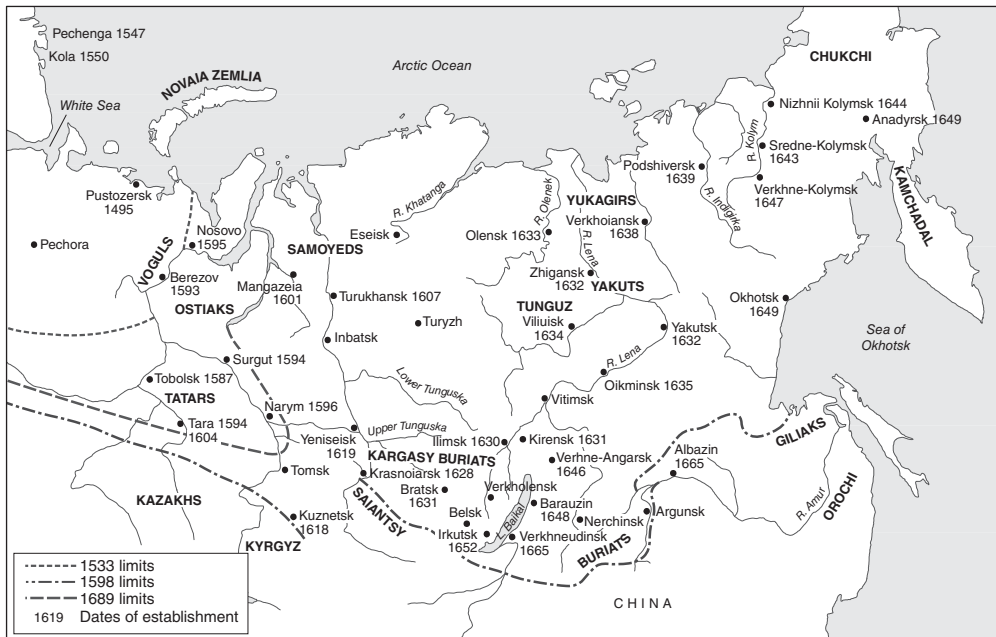 Pechenga 1547
Kola 1550
White Sea
NOVAIA ZEMLIA
Arctic Ocean
CHUKCHI
Nizhnii Kolymsk 1644
Anadyrsk 1649
R. Kolym
Sredne-Kolymsk
1643
Podshiversk
1639
Verkhne-Kolymsk
1647
R. Indigirka
KAMCHADAL
Pustozersk
1495
R. Khatanga
R. Olenek
YUKAGIRS
Verkhoiansk
1638
Nosovo
1595
Pechora
VOGULS
SAMOYEDS
Eseisk
Olensk 1633
R. Lena
Berezov
1593
Mangazeia
1601
Zhigansk
1632
YAKUTS
OSTIAKS
Turukhansk 1607
Okhotsk
1649
TUNGUZ
Viliuisk
1634
Turyzh
Yakutsk
1632
Sea of
Okhotsk
Inbatsk
Surgut 1594
R. Lena
Lower Tunguska
Oikminsk 1635
Tobolsk 1587
TATARS
Vitimsk
Narym 1596
Tara 1594
1604
Upper Tunguska
Yeniseisk
1619
Ilimsk 1630
Kirensk 1631
GILIAKS
KARGASY BURIATS
Verhne-Angarsk
1646
Albazin
1665
Tomsk
Krasnoiarsk 1628
OROCHI
KAZAKHS
SAIANTSY
Bratsk
1631
Verkholensk
Barauzin
1648
R. Amur
Argunsk
Kuznetsk
1618
Belsk
L. Baikal
Nerchinsk
Irkutsk
1652
Verkhneudinsk
1665
BURIATS
KYRGYZ
1533 limits
1598 limits
1689 limits
1619 Dates of establishment
CHINA